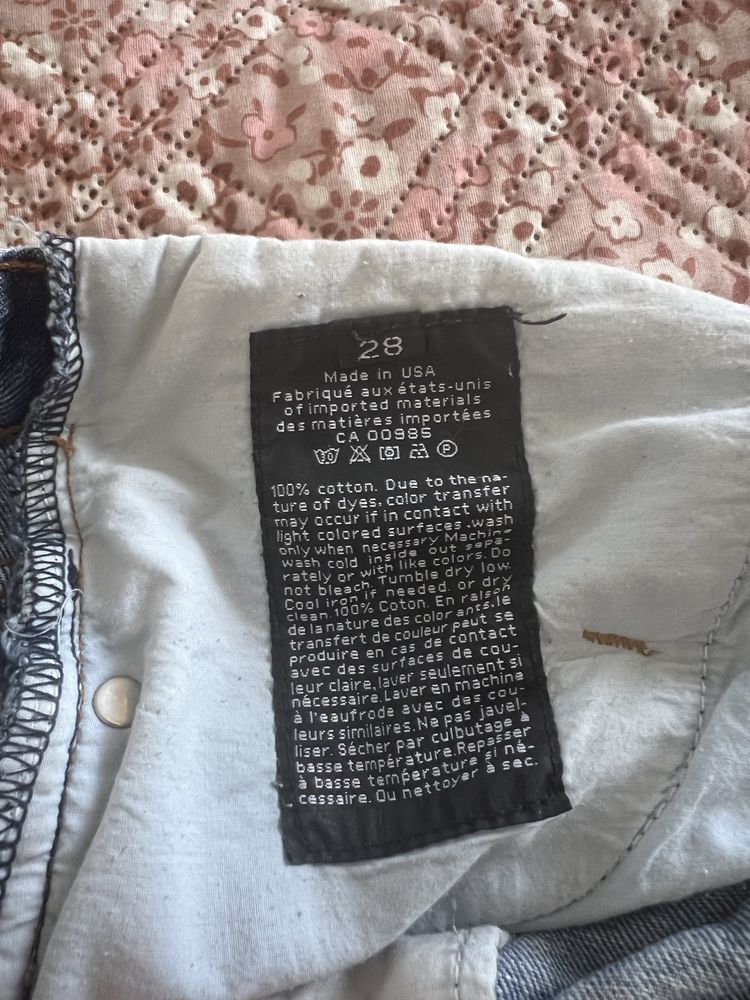 28
Made in USA
Fabriqué aux états-unis
of imported materials
des matières importées
CA 00985
30 P
100% cotton. Due to the na-
ture of dyes, color transfer
may occur if in contact with
light colored surfaces .wash
only when necessary Machine
wash cold inside out sepa-
rately or with like colors. Do
not bleach. Tumble dry low.
Cool iron if needed. or dry
clean.100% Coton. En raison
de la nature des color ants, le
transfert de couleur paut se
produire en cas de contact
avec des surfaces de cou-
leur claire, laver seulement si
nécessaire. Laver en machine
à l'eaufrode avec des cou-
leurs similaires. Ne pas javel-
liser. Sécher par culbutage à
basse température.Repasser
à basse température si né-
cessaire. Ou nettoyer à sec.